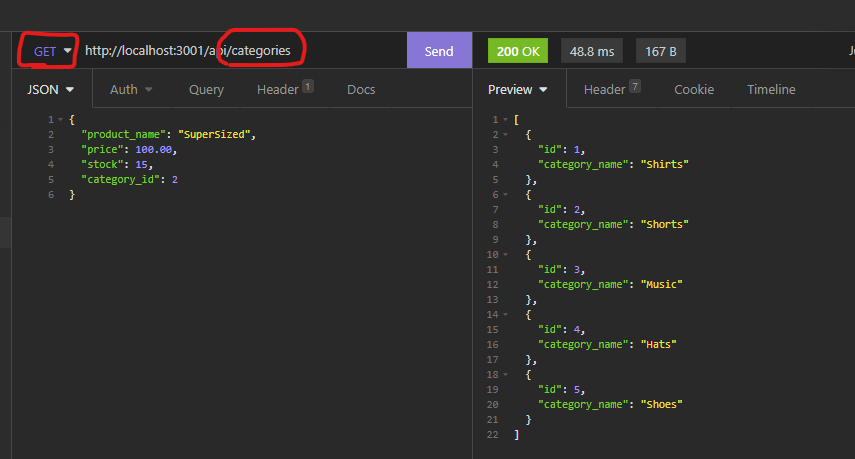 GET http://localhost:3001/api/categories Send 200 OK 48.8 ms 167 B
JSON Auth Query Header 1 Docs
1 {
2 "product_name": "SuperSized",
3 "price": 100.00,
4 "stock": 15,
5 "category_id": 2
6 }
Preview Header 7 Cookie Timeline
1 [
2 {
3 "id": 1,
4 "category_name": "Shirts"
5 },
6 {
7 "id": 2,
8 "category_name": "Shorts"
9 },
10 {
11 "id": 3,
12 "category_name": "Music"
13 },
14 {
15 "id": 4,
16 "category_name": "Hats"
17 },
18 {
19 "id": 5,
20 "category_name": "Shoes"
21 }
22 ]